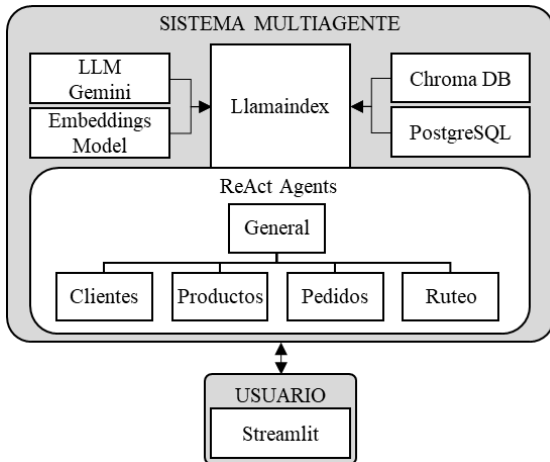 SISTEMA MULTIAGENTE
LLM
Gemini
Embeddings
Model
Llamaindex
Chroma DB
PostgreSQL
ReAct Agents
General
Clientes
Productos
Pedidos
Ruteo
USUARIO
Streamlit